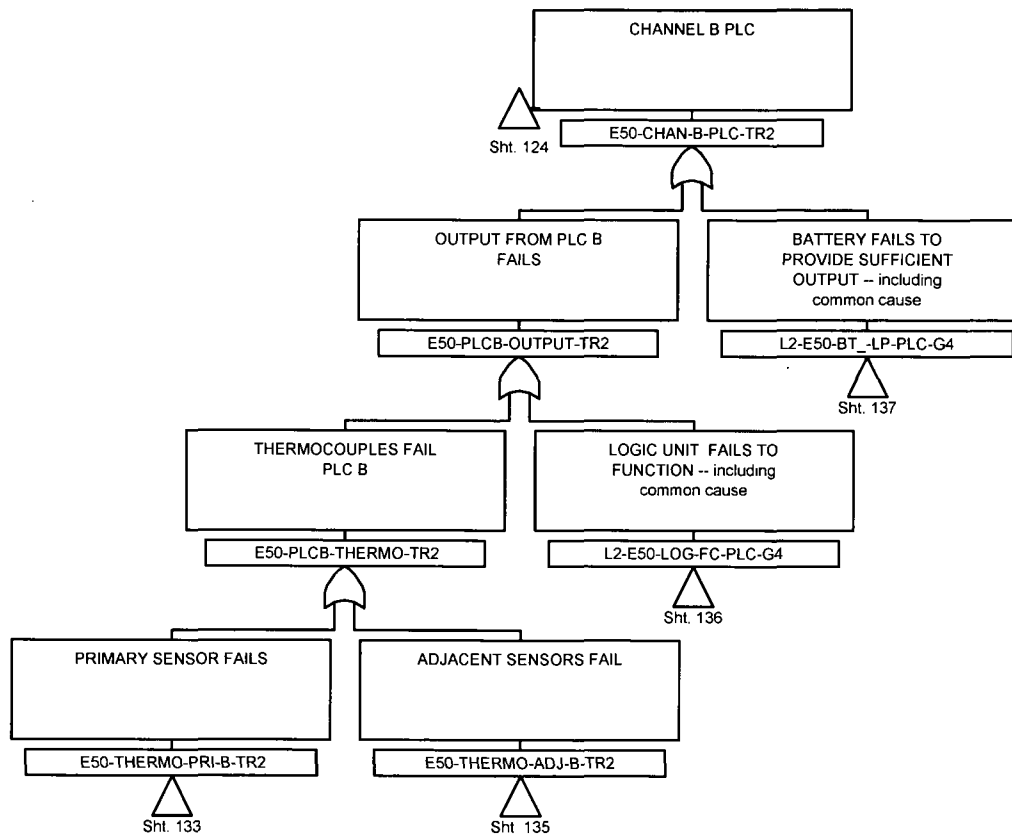 CHANNEL B PLC
Sht. 124
E50-CHAN-B-PLC-TR2
OUTPUT FROM PLC B
FAILS
BATTERY FAILS TO
PROVIDE SUFFICIENT
OUTPUT -- including
common cause
E50-PLCB-OUTPUT-TR2
L2-E50-BT_-LP-PLC-G4
Sht. 137
THERMOCOUPLES FAIL
PLC B
LOGIC UNIT FAILS TO
FUNCTION -- including
common cause
E50-PLCB-THERMO-TR2
L2-E50-LOG-FC-PLC-G4
Sht. 136
PRIMARY SENSOR FAILS
ADJACENT SENSORS FAIL
E50-THERMO-PRI-B-TR2
E50-THERMO-ADJ-B-TR2
Sht. 133
Sht. 135